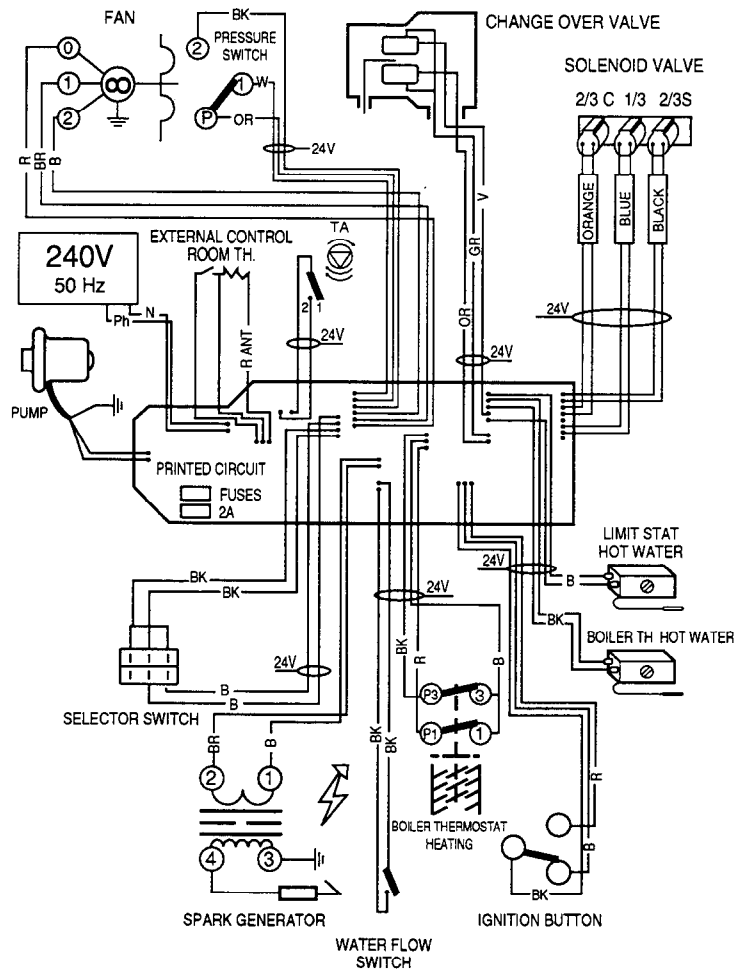 FAN
BK
CHANGE OVER VALVE
0
2
PRESSURE
SWITCH
SOLENOID VALVE
1
1
W
2/3 C 1/3 2/3S
2
P
OR
24V
R
BR
B
ORANGE
BLUE
BLACK
V
GR
OR
EXTERNAL CONTROL
ROOM TH.
TA
240V
50 Hz
2 1
24V
24V
24V
Ph
N
R ANT
PUMP
PRINTED CIRCUIT
FUSES
2A
LIMIT STAT
HOT WATER
24V
B
BK
BK
24V
BK
BOILER TH HOT WATER
BK
R
B
24V
B
B
SELECTOR SWITCH
P3
3
P1
1
BR
B
BK
BK
2
1
R
BOILER THERMOSTAT
HEATING
4
3
B
BK
SPARK GENERATOR
IGNITION BUTTON
WATER FLOW
SWITCH